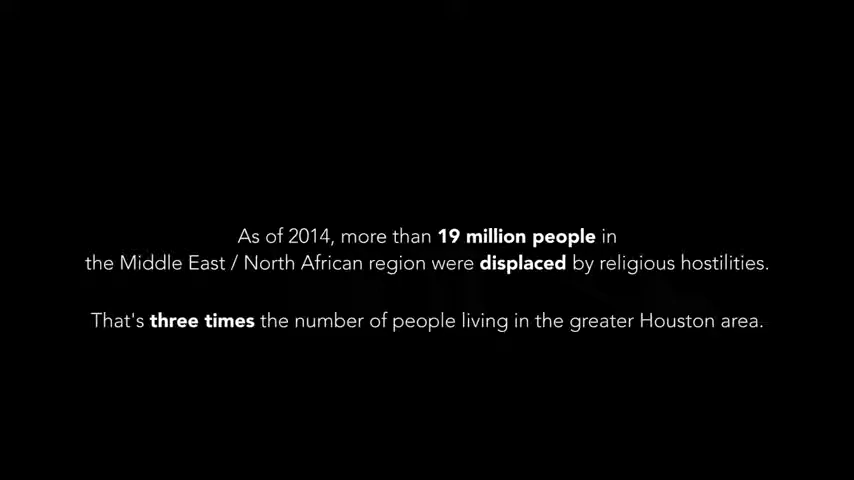 As of 2014, more than 19 million people in
the Middle East / North African region were displaced by religious hostilities.
That's three times the number of people living in the greater Houston area.